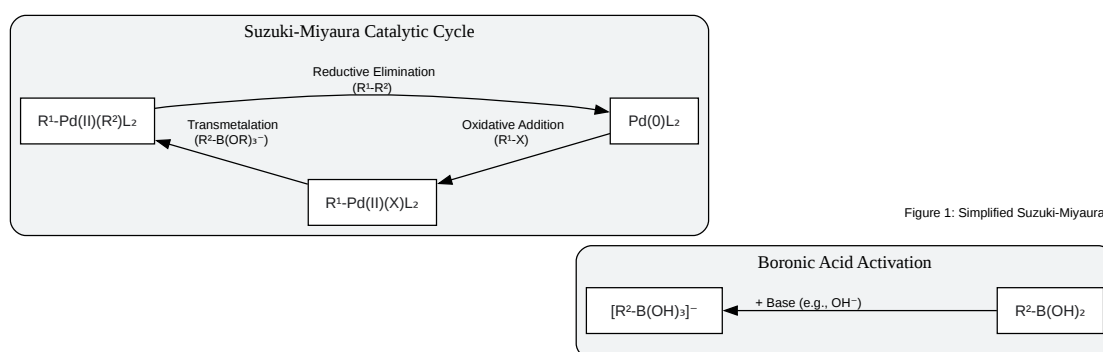 Suzuki-Miyaura Catalytic Cycle
Reductive Elimination
(R¹-R²)
R¹-Pd(II)(R²)L₂
Transmetalation
(R²-B(OR)₃⁻)
Oxidative Addition
(R¹-X)
Pd(0)L₂
R¹-Pd(II)(X)L₂
Figure 1: Simplified Suzuki-Miyaura
Boronic Acid Activation
[R²-B(OH)₃]⁻
+ Base (e.g., OH⁻)
R²-B(OH)₂